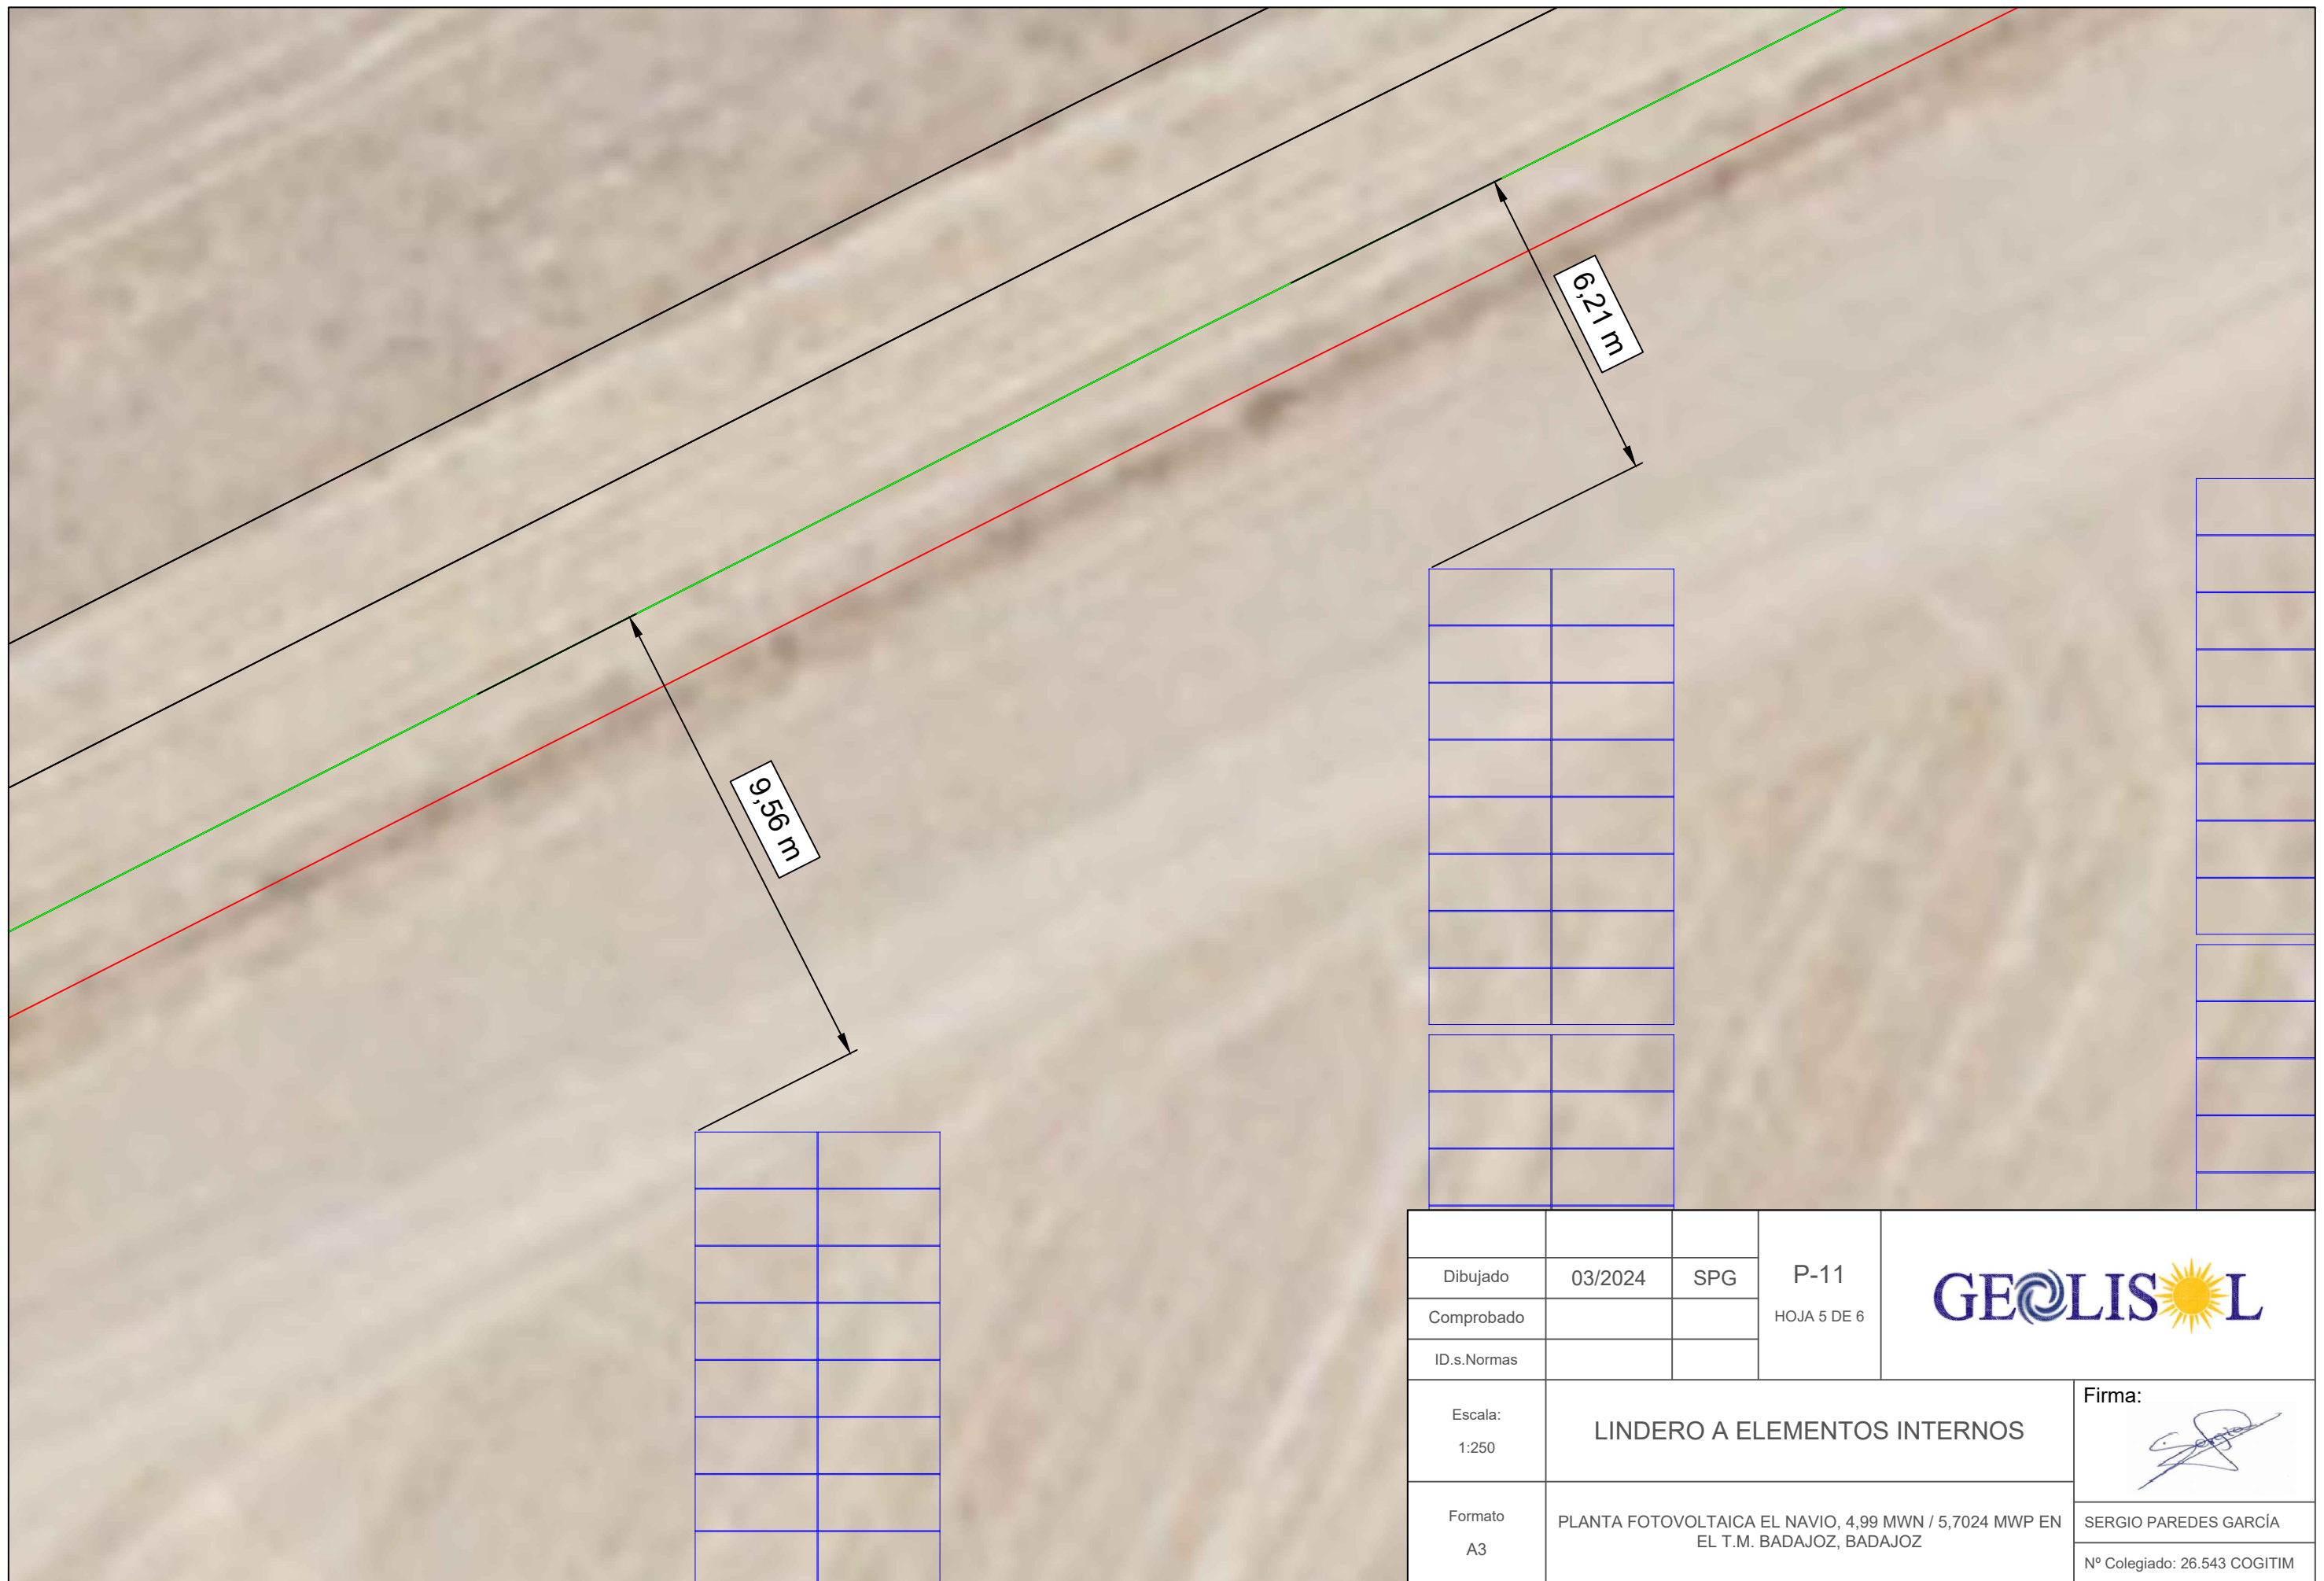 6,21 m
9,56 m
Dibujado 03/2024 SPG
Comprobado
ID.s.Normas
P-11
HOJA 5 DE 6
GEOLISOL
Escala:
1:250
LINDERO A ELEMENTOS INTERNOS
Firma:
Sergio
Formato
A3
PLANTA FOTOVOLTAICA EL NAVIO, 4,99 MWN / 5,7024 MWP EN
EL T.M. BADAJOZ, BADAJOZ
SERGIO PAREDES GARCÍA
Nº Colegiado: 26.543 COGITIM